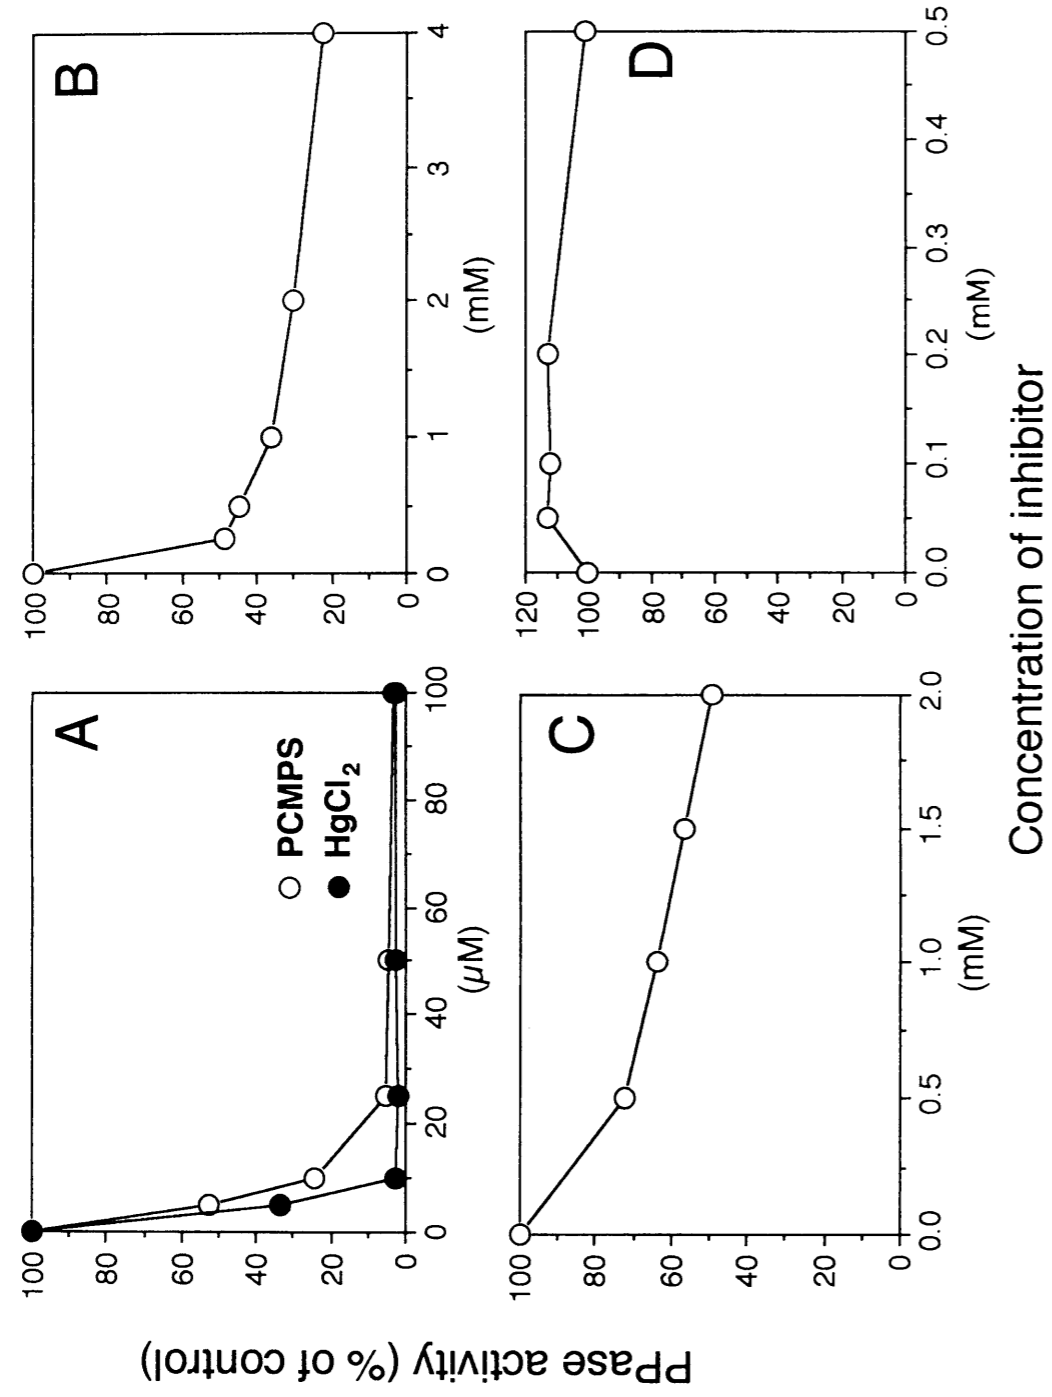 PPase activity (% of control)
A
100
80
60
40
20
0
○ PCMPS
● HgCl₂
0 20 40 60 80 100
(μM)
B
100
80
60
40
20
0
0 1 2 3 4
(mM)
C
100
80
60
40
20
0
0.0 0.5 1.0 1.5 2.0
(mM)
D
120
100
80
60
40
20
0
0.0 0.1 0.2 0.3 0.4 0.5
(mM)
Concentration of inhibitor